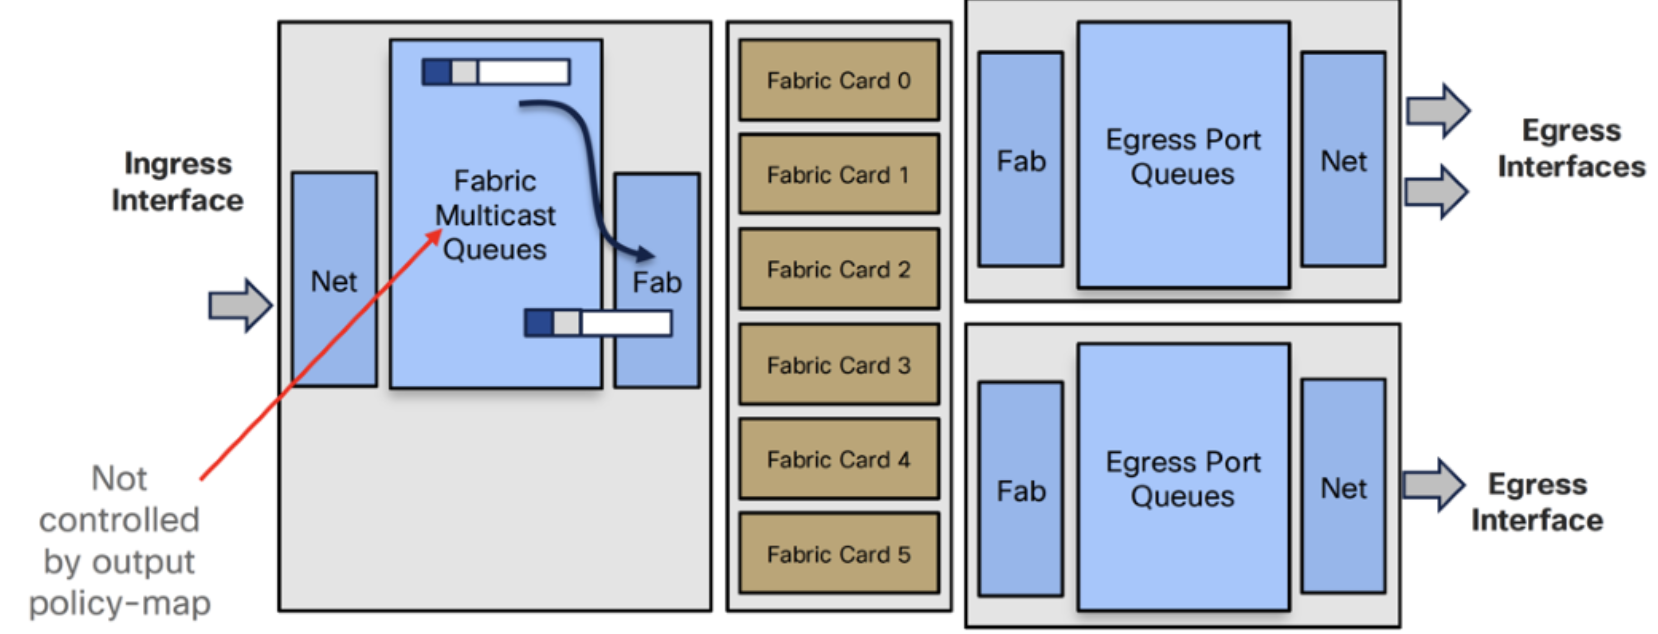 Ingress
Interface
Net
Fabric
Multicast
Queues
Fab
Not
controlled
by output
policy-map
Fabric Card 0
Fabric Card 1
Fabric Card 2
Fabric Card 3
Fabric Card 4
Fabric Card 5
Fab
Egress Port
Queues
Net
Egress
Interfaces
Fab
Egress Port
Queues
Net
Egress
Interface